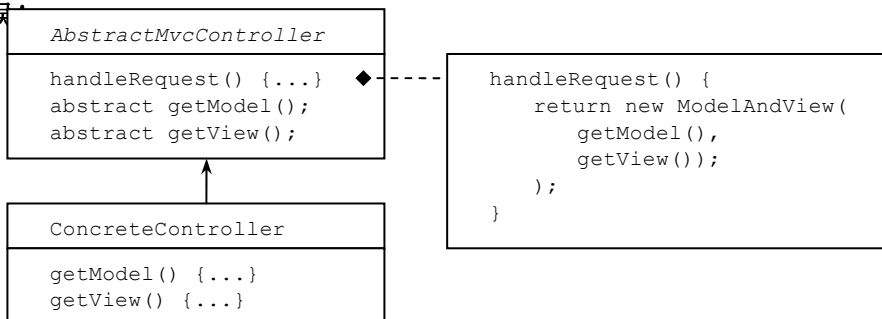 AbstractMvcController
handleRequest() {...}
abstract getModel();
abstract getView();
handleRequest() {
return new ModelAndView(
getModel(),
getView());
);
}
ConcreteController
getModel() {...}
getView() {...}